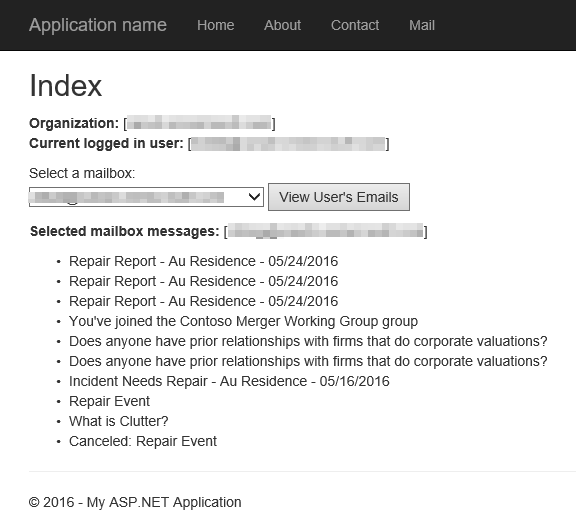 Application name Home About Contact Mail
Index
Organization: [ ]
Current logged in user: [ ]
Select a mailbox:
View User's Emails
Selected mailbox messages: [ ]
• Repair Report - Au Residence - 05/24/2016
• Repair Report - Au Residence - 05/24/2016
• Repair Report - Au Residence - 05/24/2016
• You've joined the Contoso Merger Working Group group
• Does anyone have prior relationships with firms that do corporate valuations?
• Does anyone have prior relationships with firms that do corporate valuations?
• Incident Needs Repair - Au Residence - 05/16/2016
• Repair Event
• What is Clutter?
• Canceled: Repair Event
© 2016 - My ASP.NET Application